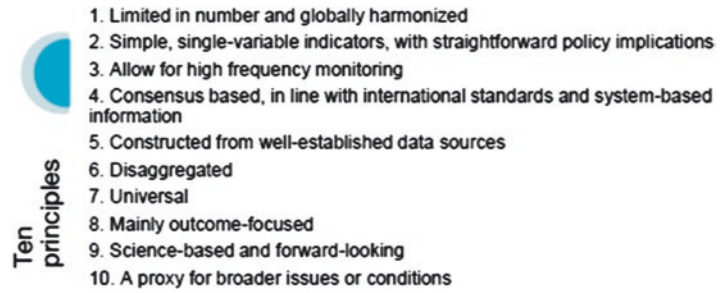 1. Limited in number and globally harmonized
2. Simple, single-variable indicators, with straightforward policy implications
3. Allow for high frequency monitoring
4. Consensus based, in line with international standards and system-based
information
5. Constructed from well-established data sources
6. Disaggregated
7. Universal
8. Mainly outcome-focused
9. Science-based and forward-looking
10. A proxy for broader issues or conditions
Ten
principles